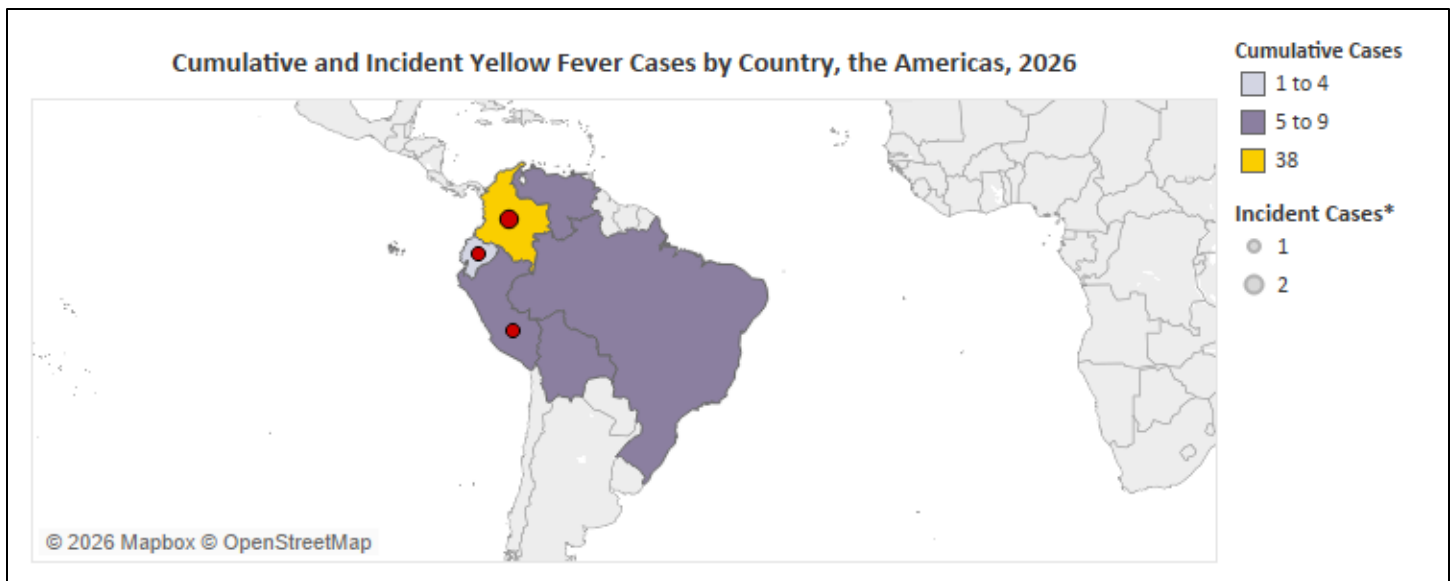 Cumulative and Incident Yellow Fever Cases by Country, the Americas, 2026
Cumulative Cases
1 to 4
5 to 9
38
Incident Cases*
1
2
© 2026 Mapbox © OpenStreetMap